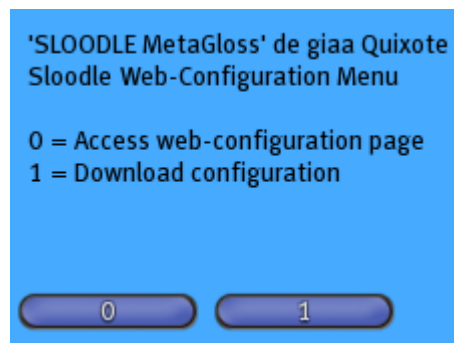 'SLOODLE MetaGloss' de giaa Quixote
Sloodle Web-Configuration Menu
0 = Access web-configuration page
1 = Download configuration
0 1